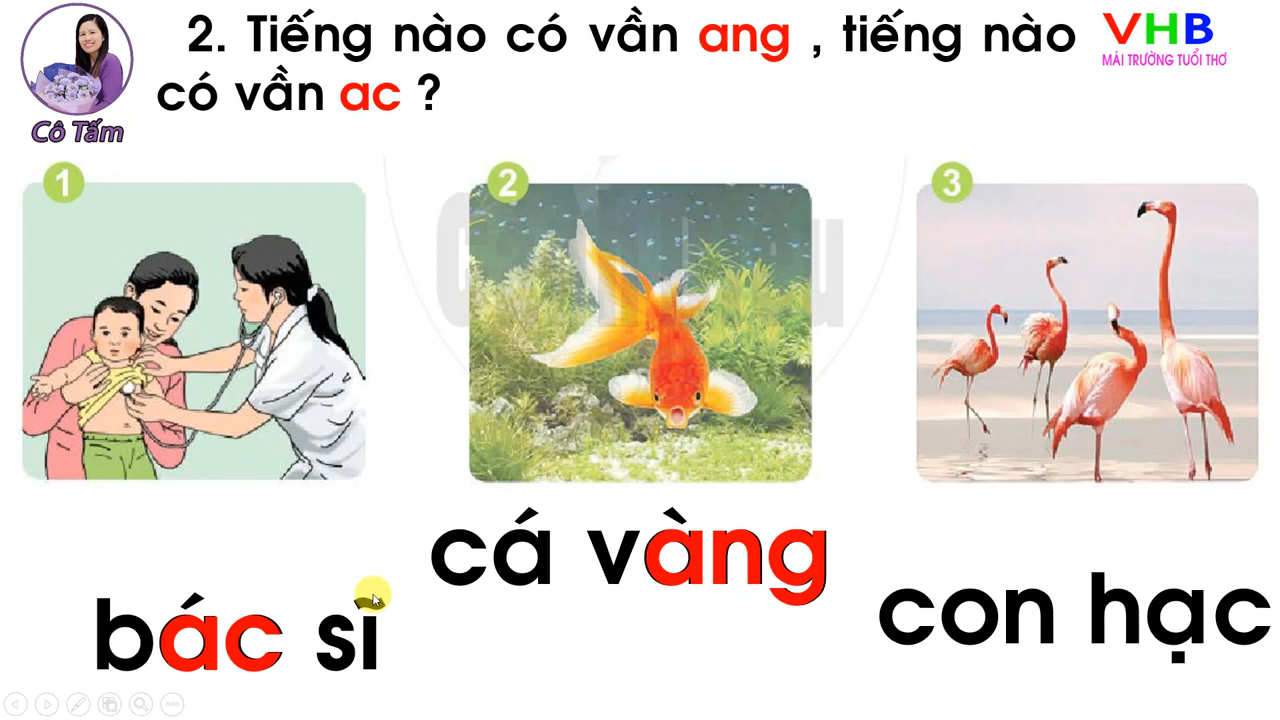 2. Tiếng nào có vần ang , tiếng nào
có vần ac ?
VHB
MÁI TRƯỜNG TUỔI THƠ
Cô Tấm
1
2
3
bác sĩ
cá vàng
con hạc